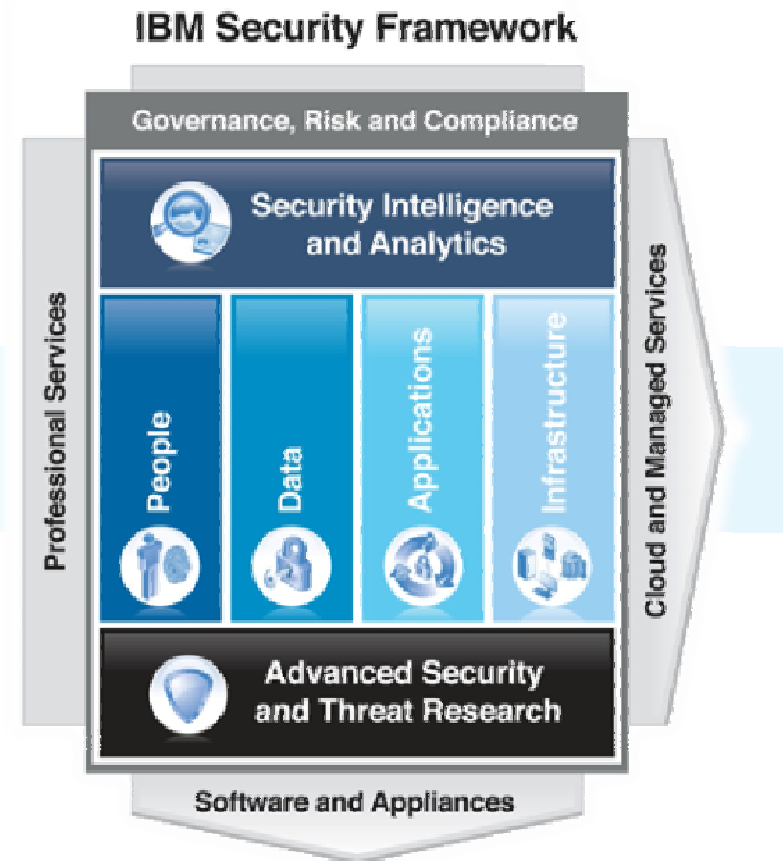 IBM Security Framework
Governance, Risk and Compliance
Security Intelligence
and Analytics
Professional Services
People
Data
Applications
Infrastructure
Cloud and Managed Services
Advanced Security
and Threat Research
Software and Appliances